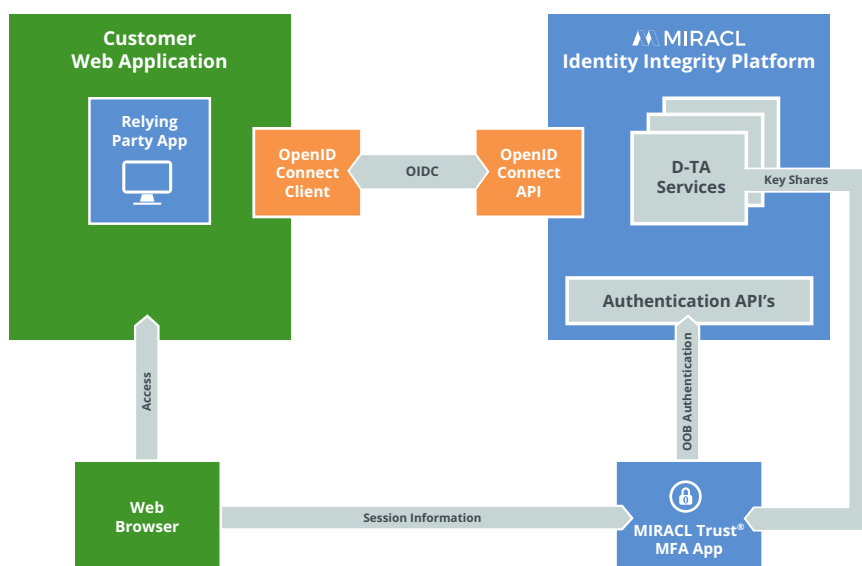 Customer
Web Application
MIRACL
Identity Integrity Platform
Relying
Party App
OpenID
Connect
Client
OIDC
OpenID
Connect
API
D-TA
Services
Key Shares
Authentication API's
Access
OOB Authentication
Web
Browser
Session Information
MIRACL Trust®
MFA App